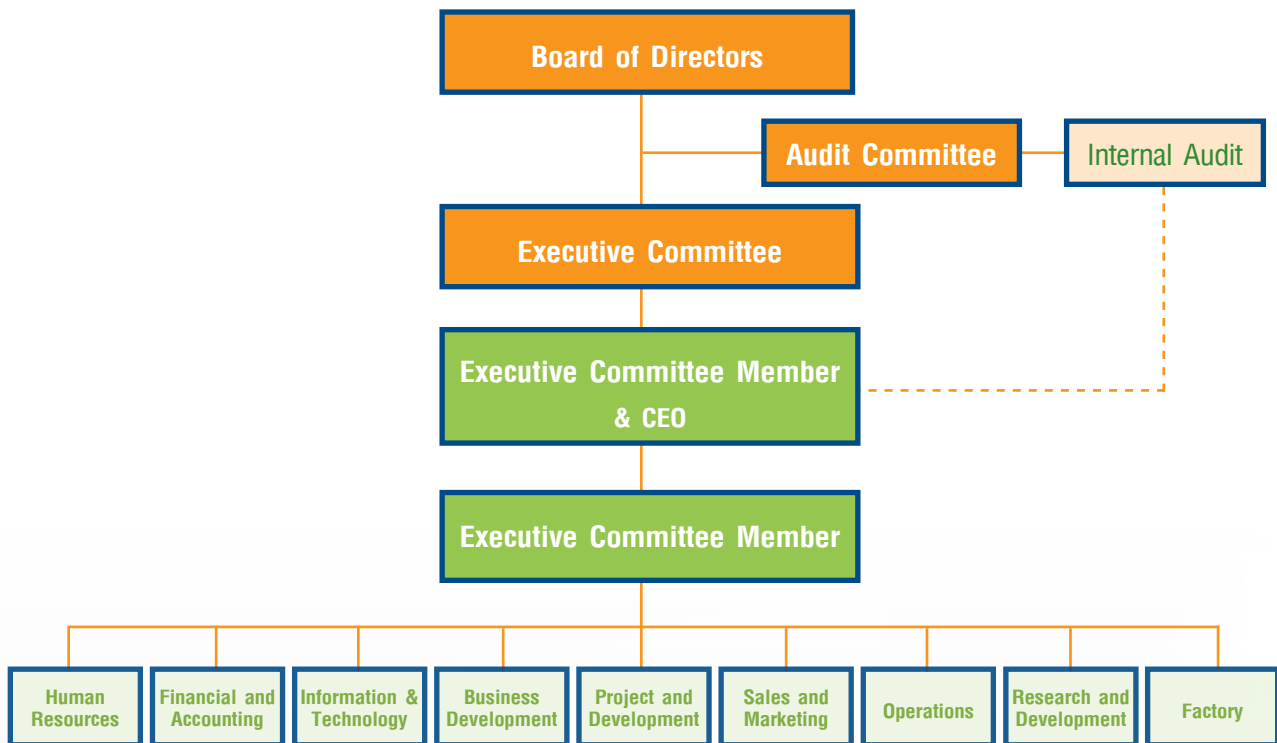 Board of Directors
Audit Committee
Internal Audit
Executive Committee
Executive Committee Member
& CEO
Executive Committee Member
Human
Resources
Financial and
Accounting
Information &
Technology
Business
Development
Project and
Development
Sales and
Marketing
Operations
Research and
Development
Factory